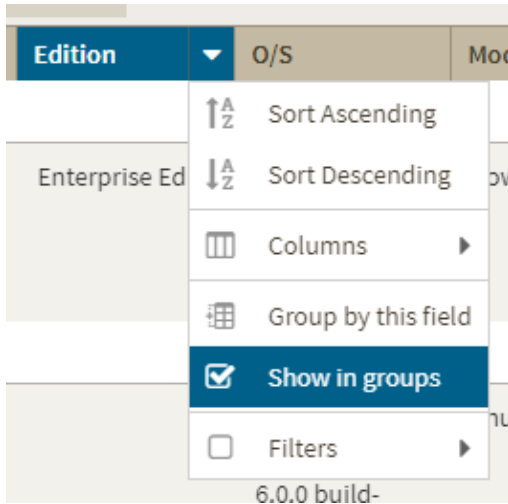 Edition
O/S
Sort Ascending
Enterprise Ed
Sort Descending
Columns
Group by this field
Show in groups
Filters
6.0.0 build-